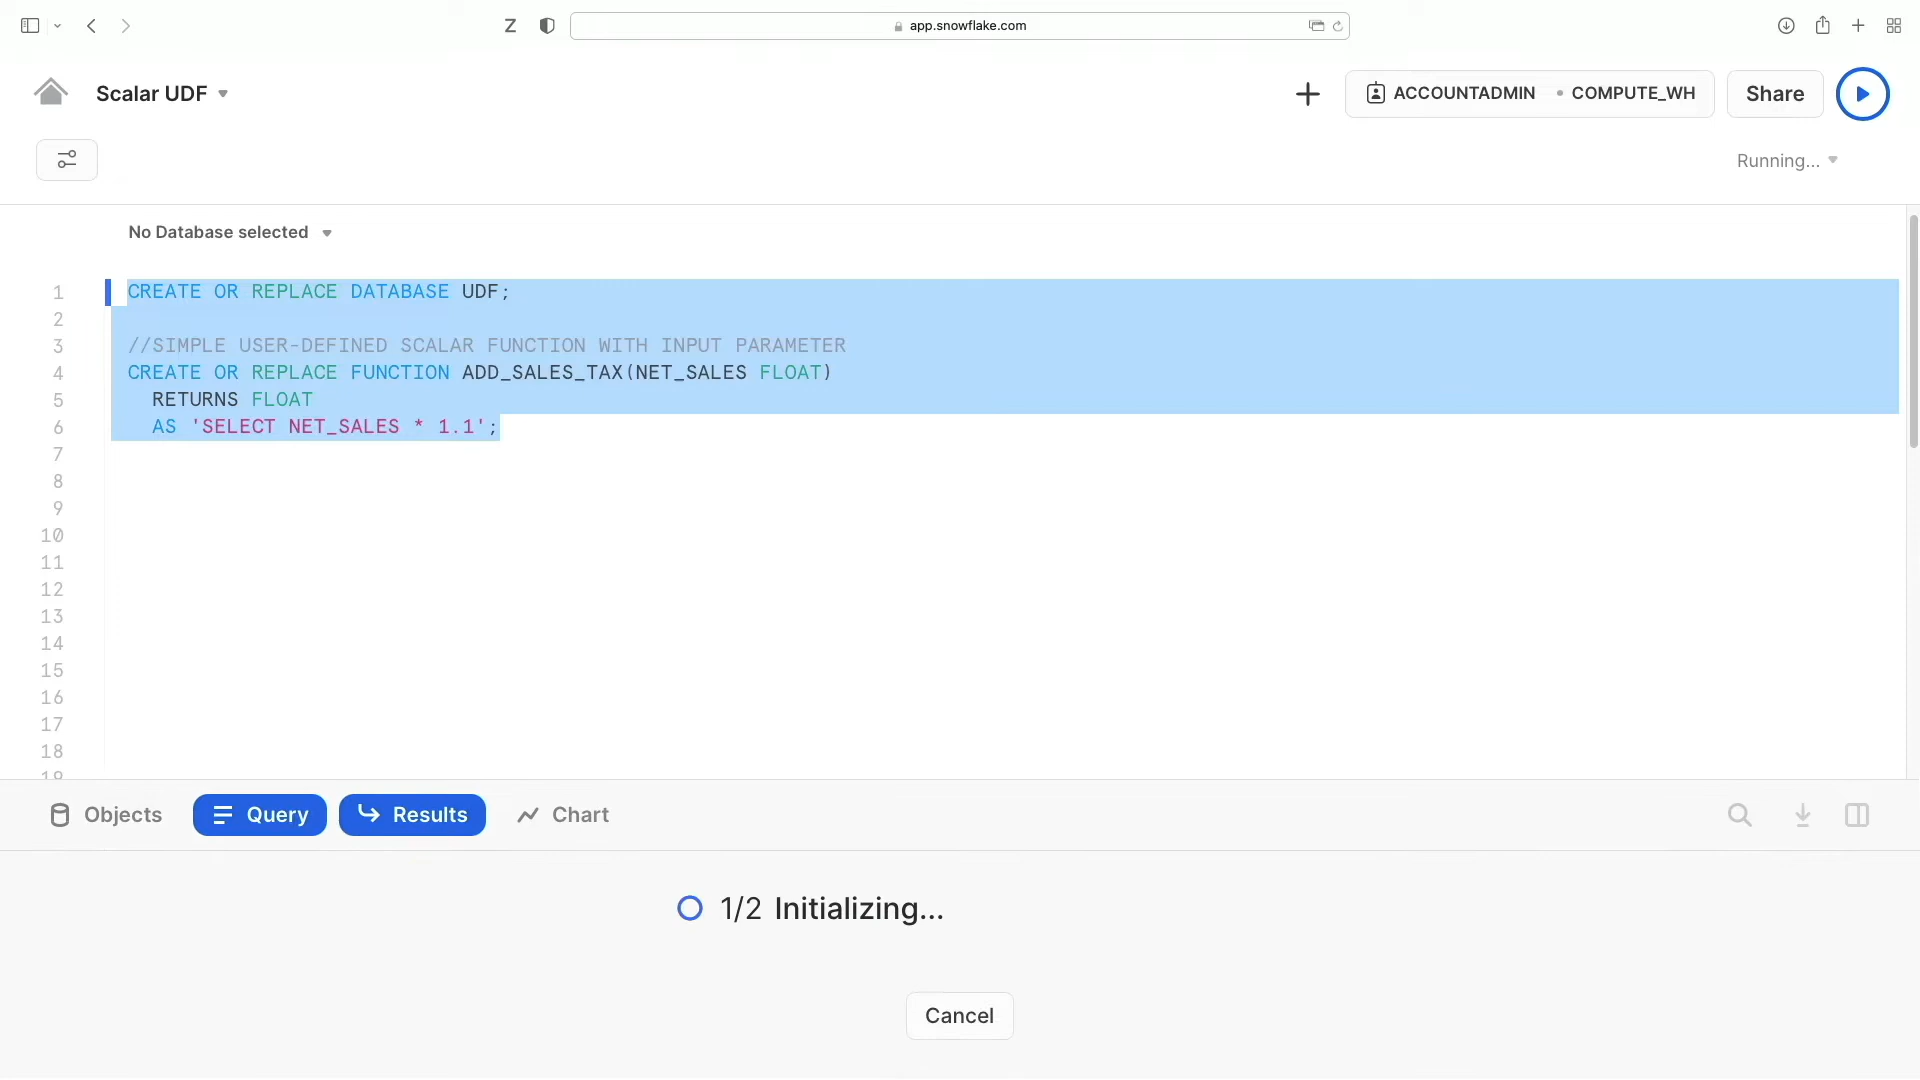 app.snowflake.com
Scalar UDF
ACCOUNTADMIN • COMPUTE_WH
Share
Running...
No Database selected
1 CREATE OR REPLACE DATABASE UDF;
2
3 //SIMPLE USER-DEFINED SCALAR FUNCTION WITH INPUT PARAMETER
4 CREATE OR REPLACE FUNCTION ADD_SALES_TAX(NET_SALES FLOAT)
5 RETURNS FLOAT
6 AS 'SELECT NET_SALES * 1.1';
7
8
9
10
11
12
13
14
15
16
17
18
19
Objects Query Results Chart
1/2 Initializing...
Cancel